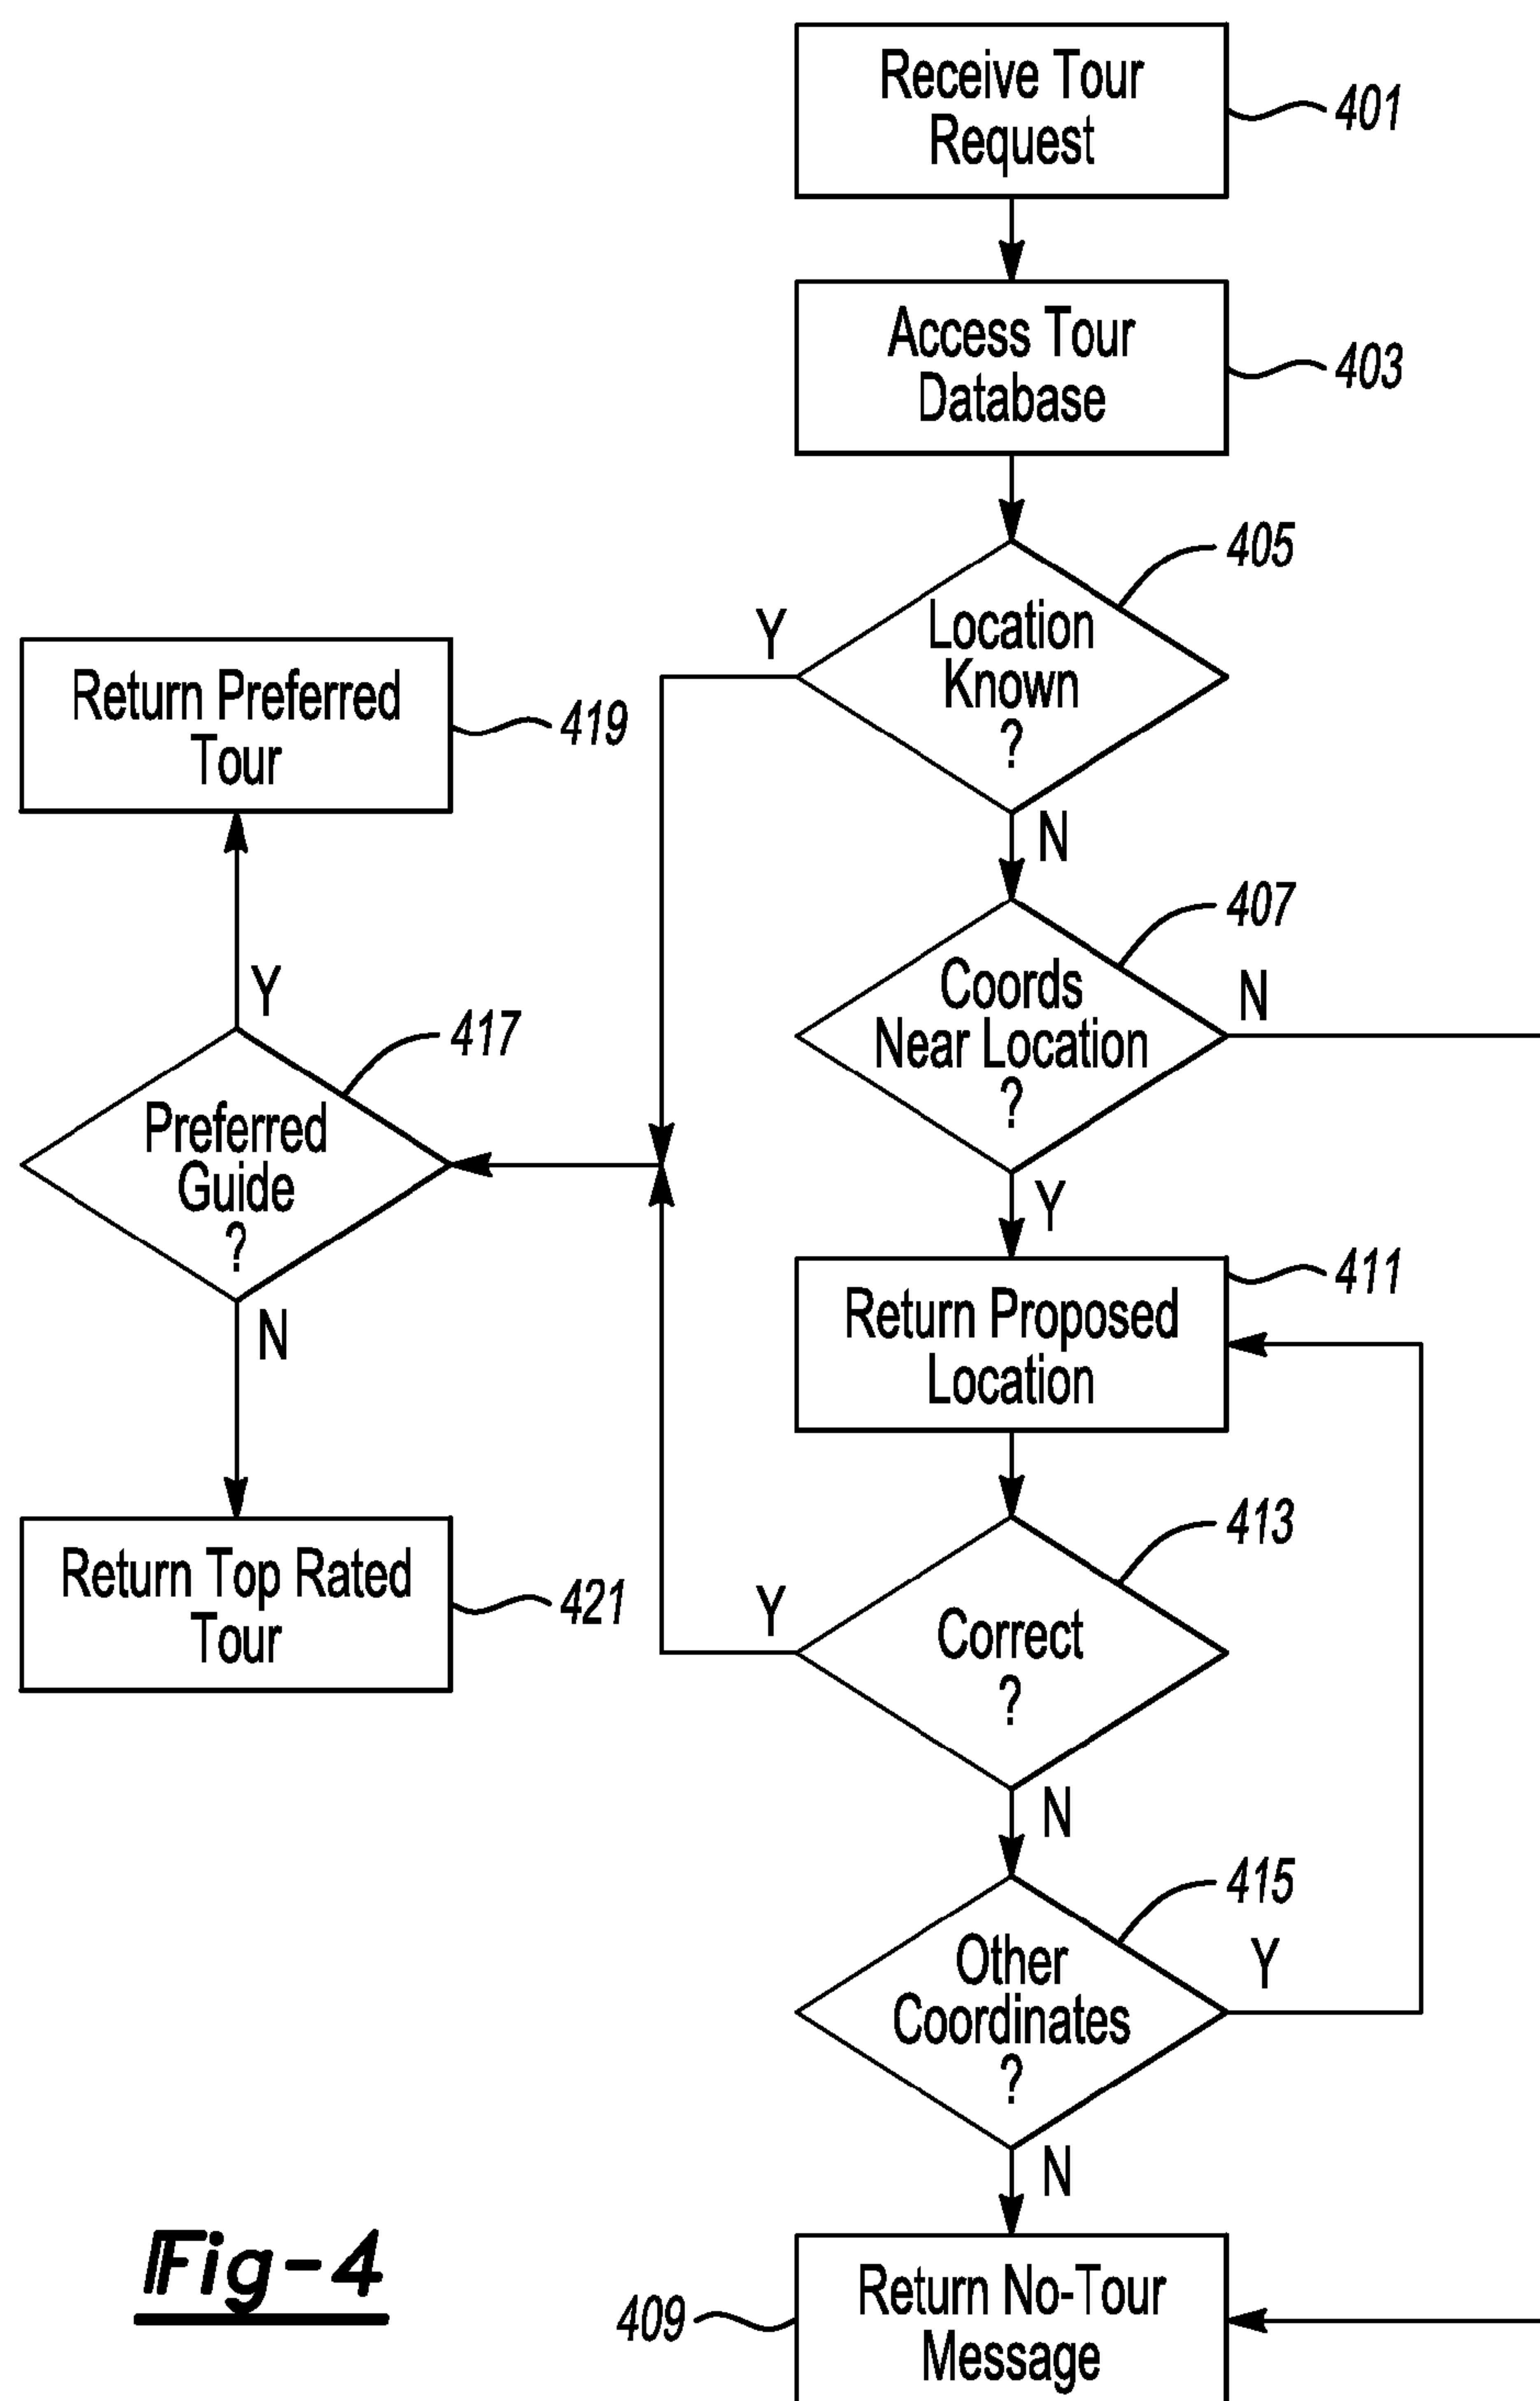 Receive Tour
Request
401
Access Tour
Database
403
405
Location
Known
?
Y
N
Return Preferred
Tour
419
407
Coords
Near Location
?
N
Y
Y
417
Preferred
Guide
?
N
411
Return Proposed
Location
413
Correct
?
Y
N
Return Top Rated
Tour
421
415
Other
Coordinates
?
Y
N
409
Return No-Tour
Message
Fig-4